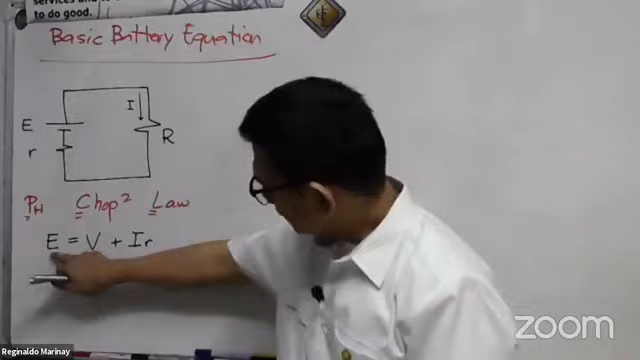 to do good.
Basic Battery Equation
I
E
R
r
PH Chop² Law
E = V + Ir
zoom
Reginaldo Marinay